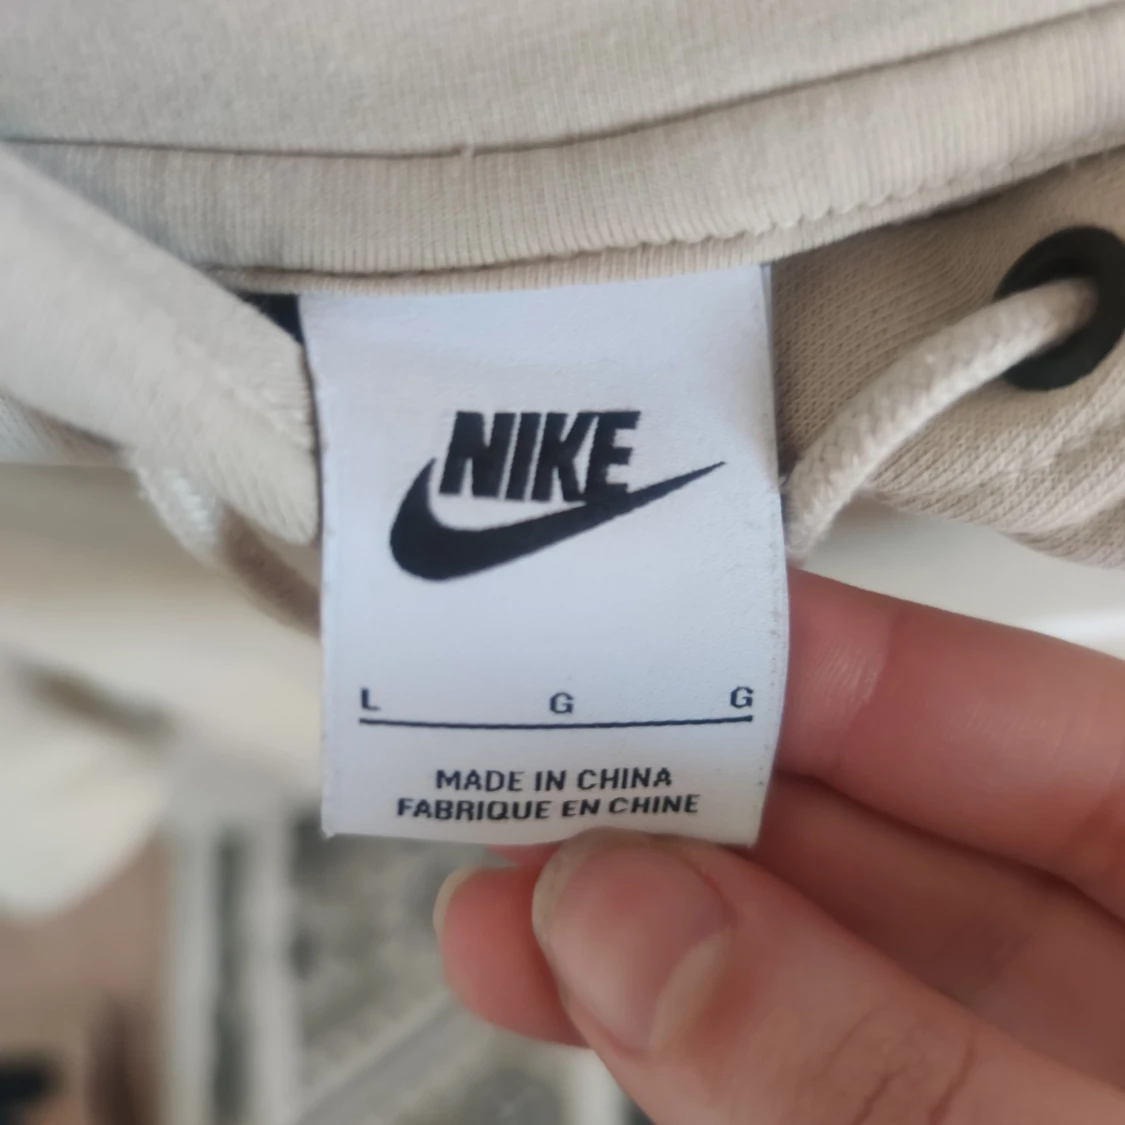 NIKE
L G G
MADE IN CHINA
FABRIQUE EN CHINE